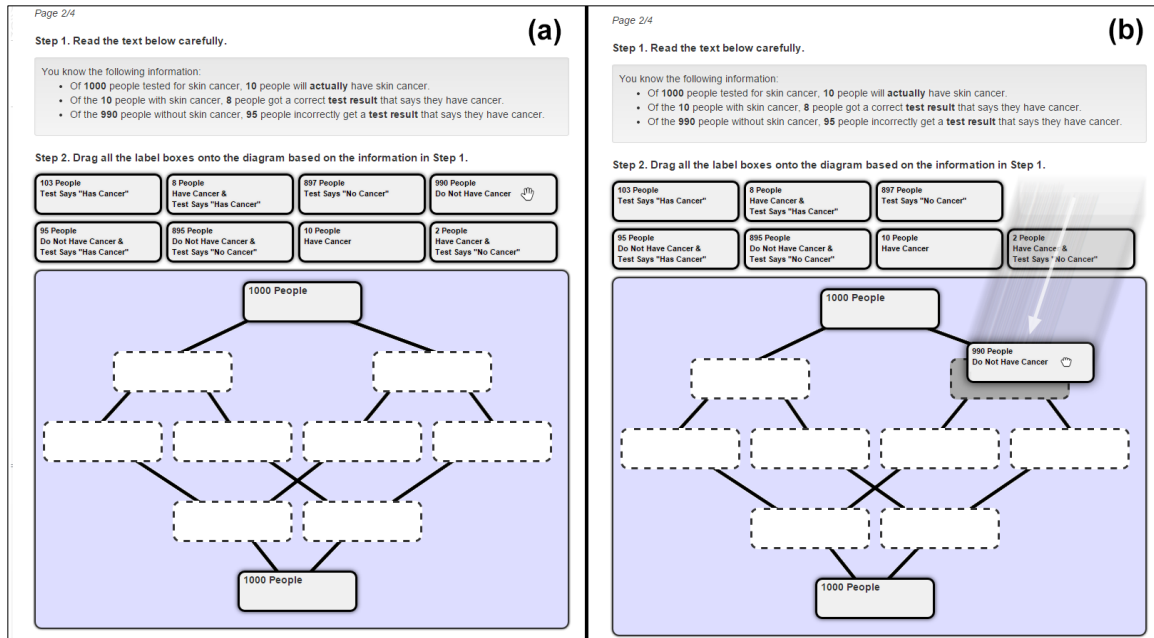 Page 2/4
(a)
Step 1. Read the text below carefully.
You know the following information:
• Of 1000 people tested for skin cancer, 10 people will actually have skin cancer.
• Of the 10 people with skin cancer, 8 people got a correct test result that says they have cancer.
• Of the 990 people without skin cancer, 95 people incorrectly get a test result that says they have cancer.
Step 2. Drag all the label boxes onto the diagram based on the information in Step 1.
103 People
Test Says "Has Cancer"
8 People
Have Cancer &
Test Says "Has Cancer"
897 People
Test Says "No Cancer"
990 People
Do Not Have Cancer
95 People
Do Not Have Cancer &
Test Says "Has Cancer"
895 People
Do Not Have Cancer &
Test Says "No Cancer"
10 People
Have Cancer
2 People
Have Cancer &
Test Says "No Cancer"
1000 People
1000 People
Page 2/4
(b)
Step 1. Read the text below carefully.
You know the following information:
• Of 1000 people tested for skin cancer, 10 people will actually have skin cancer.
• Of the 10 people with skin cancer, 8 people got a correct test result that says they have cancer.
• Of the 990 people without skin cancer, 95 people incorrectly get a test result that says they have cancer.
Step 2. Drag all the label boxes onto the diagram based on the information in Step 1.
103 People
Test Says "Has Cancer"
8 People
Have Cancer &
Test Says "Has Cancer"
897 People
Test Says "No Cancer"
95 People
Do Not Have Cancer &
Test Says "Has Cancer"
895 People
Do Not Have Cancer &
Test Says "No Cancer"
10 People
Have Cancer
2 People
Have Cancer &
Test Says "No Cancer"
1000 People
990 People
Do Not Have Cancer
1000 People